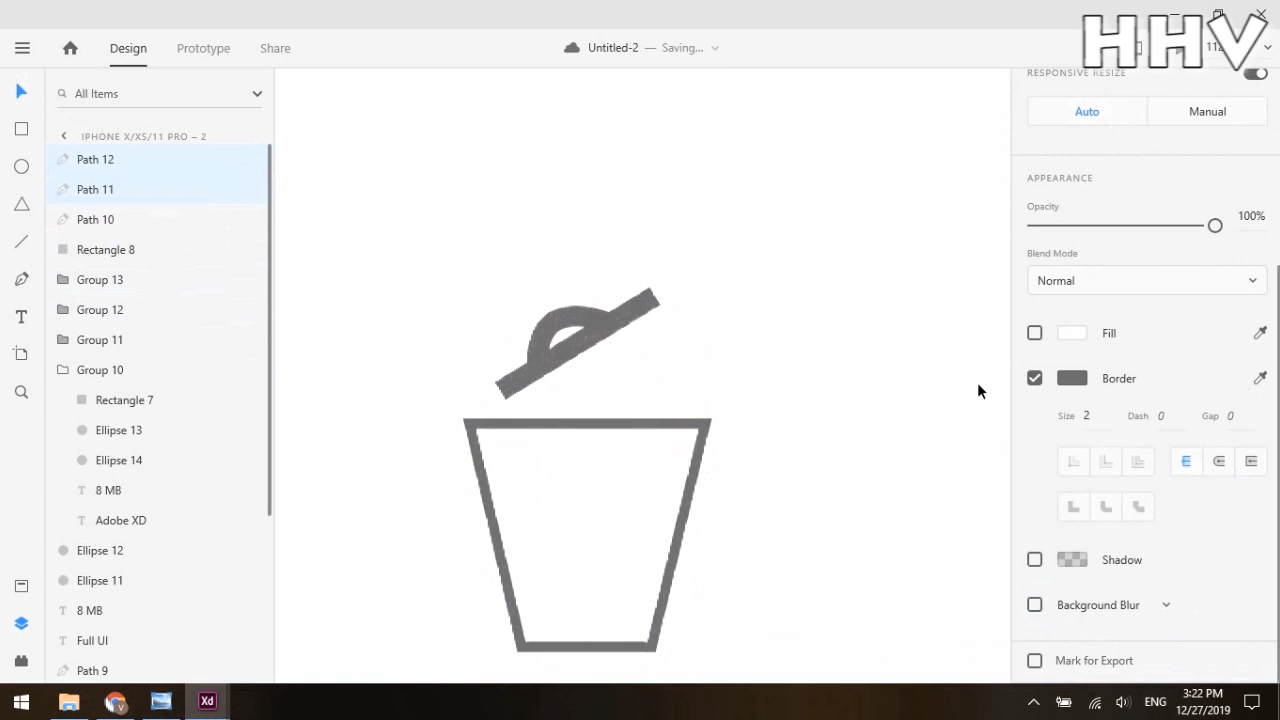 HHV
Design
Prototype
Share
Untitled-2 — Saving...
All Items
IPHONE X/XS/11 PRO – 2
Path 12
Path 11
Path 10
Rectangle 8
Group 13
Group 12
Group 11
Group 10
Rectangle 7
Ellipse 13
Ellipse 14
8 MB
Adobe XD
Ellipse 12
Ellipse 11
8 MB
Full UI
Path 9
RESPONSIVE RESIZE
Auto
Manual
APPEARANCE
Opacity
100%
Blend Mode
Normal
Fill
Border
Size 2 Dash 0 Gap 0
Shadow
Background Blur
Mark for Export
Xd
ENG
3:22 PM
12/27/2019